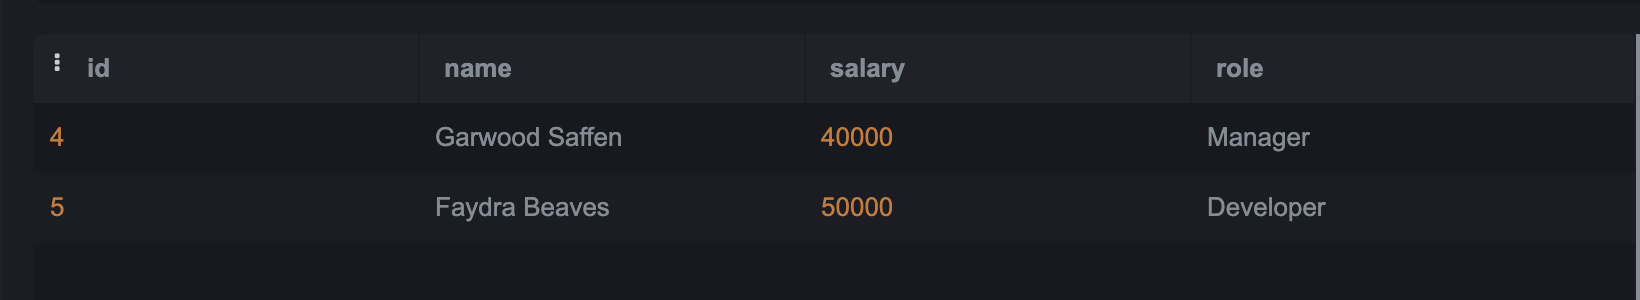 id name salary role
4 Garwood Saffen 40000 Manager
5 Faydra Beaves 50000 Developer